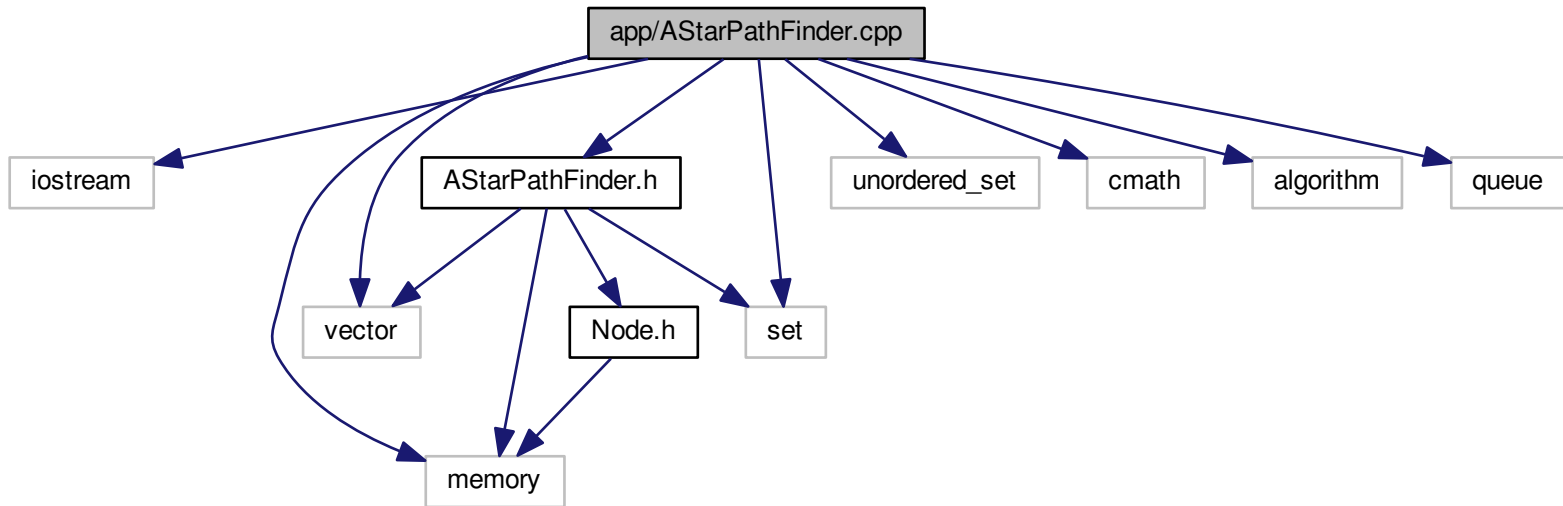 app/AStarPathFinder.cpp
iostream
AStarPathFinder.h
unordered_set
cmath
algorithm
queue
vector
Node.h
set
memory